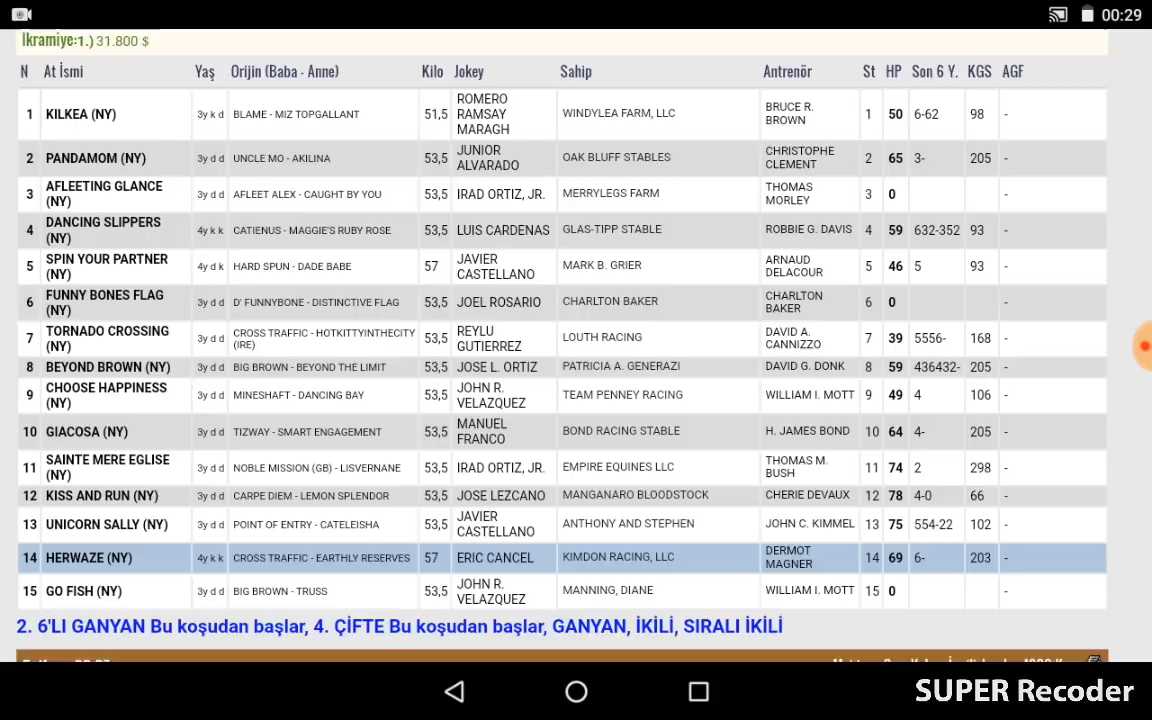 00:29
İkramiye:1.) 31.800 $
N At İsmi Yaş Orijin (Baba - Anne) Kilo Jokey Sahip Antrenör St HP Son 6 Y. KGS AGF
1 KILKEA (NY) 3y k d BLAME - MIZ TOPGALLANT 51,5 ROMERO RAMSAY MARAGH WINDYLEA FARM, LLC BRUCE R. BROWN 1 50 6-62 98 -
2 PANDAMOM (NY) 3y d d UNCLE MO - AKILINA 53,5 JUNIOR ALVARADO OAK BLUFF STABLES CHRISTOPHE CLEMENT 2 65 3- 205 -
3 AFLEETING GLANCE (NY) 3y d d AFLEET ALEX - CAUGHT BY YOU 53,5 IRAD ORTIZ, JR. MERRYLEGS FARM THOMAS MORLEY 3 0 -
4 DANCING SLIPPERS (NY) 4y k k CATIENUS - MAGGIE'S RUBY ROSE 53,5 LUIS CARDENAS GLAS-TIPP STABLE ROBBIE G. DAVIS 4 59 632-352 93 -
5 SPIN YOUR PARTNER (NY) 4y d k HARD SPUN - DADE BABE 57 JAVIER CASTELLANO MARK B. GRIER ARNAUD DELACOUR 5 46 5 93 -
6 FUNNY BONES FLAG (NY) 3y d d D' FUNNYBONE - DISTINCTIVE FLAG 53,5 JOEL ROSARIO CHARLTON BAKER CHARLTON BAKER 6 0 -
7 TORNADO CROSSING (NY) 3y d d CROSS TRAFFIC - HOTKITTYINTHECITY (IRE) 53,5 REYLU GUTIERREZ LOUTH RACING DAVID A. CANNIZZO 7 39 5556- 168 -
8 BEYOND BROWN (NY) 3y d d BIG BROWN - BEYOND THE LIMIT 53,5 JOSE L. ORTIZ PATRICIA A. GENERAZI DAVID G. DONK 8 59 436432- 205 -
9 CHOOSE HAPPINESS (NY) 3y d d MINESHAFT - DANCING BAY 53,5 JOHN R. VELAZQUEZ TEAM PENNEY RACING WILLIAM I. MOTT 9 49 4 106 -
10 GIACOSA (NY) 3y d d TIZWAY - SMART ENGAGEMENT 53,5 MANUEL FRANCO BOND RACING STABLE H. JAMES BOND 10 64 4- 205 -
11 SAINTE MERE EGLISE (NY) 3y d d NOBLE MISSION (GB) - LISVERNANE 53,5 IRAD ORTIZ, JR. EMPIRE EQUINES LLC THOMAS M. BUSH 11 74 2 298 -
12 KISS AND RUN (NY) 3y d d CARPE DIEM - LEMON SPLENDOR 53,5 JOSE LEZCANO MANGANARO BLOODSTOCK CHERIE DEVAUX 12 78 4-0 66 -
13 UNICORN SALLY (NY) 3y d d POINT OF ENTRY - CATELEISHA 53,5 JAVIER CASTELLANO ANTHONY AND STEPHEN JOHN C. KIMMEL 13 75 554-22 102 -
14 HERWAZE (NY) 4y k k CROSS TRAFFIC - EARTHLY RESERVES 57 ERIC CANCEL KIMDON RACING, LLC DERMOT MAGNER 14 69 6- 203 -
15 GO FISH (NY) 3y d d BIG BROWN - TRUSS 53,5 JOHN R. VELAZQUEZ MANNING, DIANE WILLIAM I. MOTT 15 0 -
2. 6'LI GANYAN Bu koşudan başlar, 4. ÇİFTE Bu koşudan başlar, GANYAN, İKİLİ, SIRALI İKİLİ
SUPER Recoder